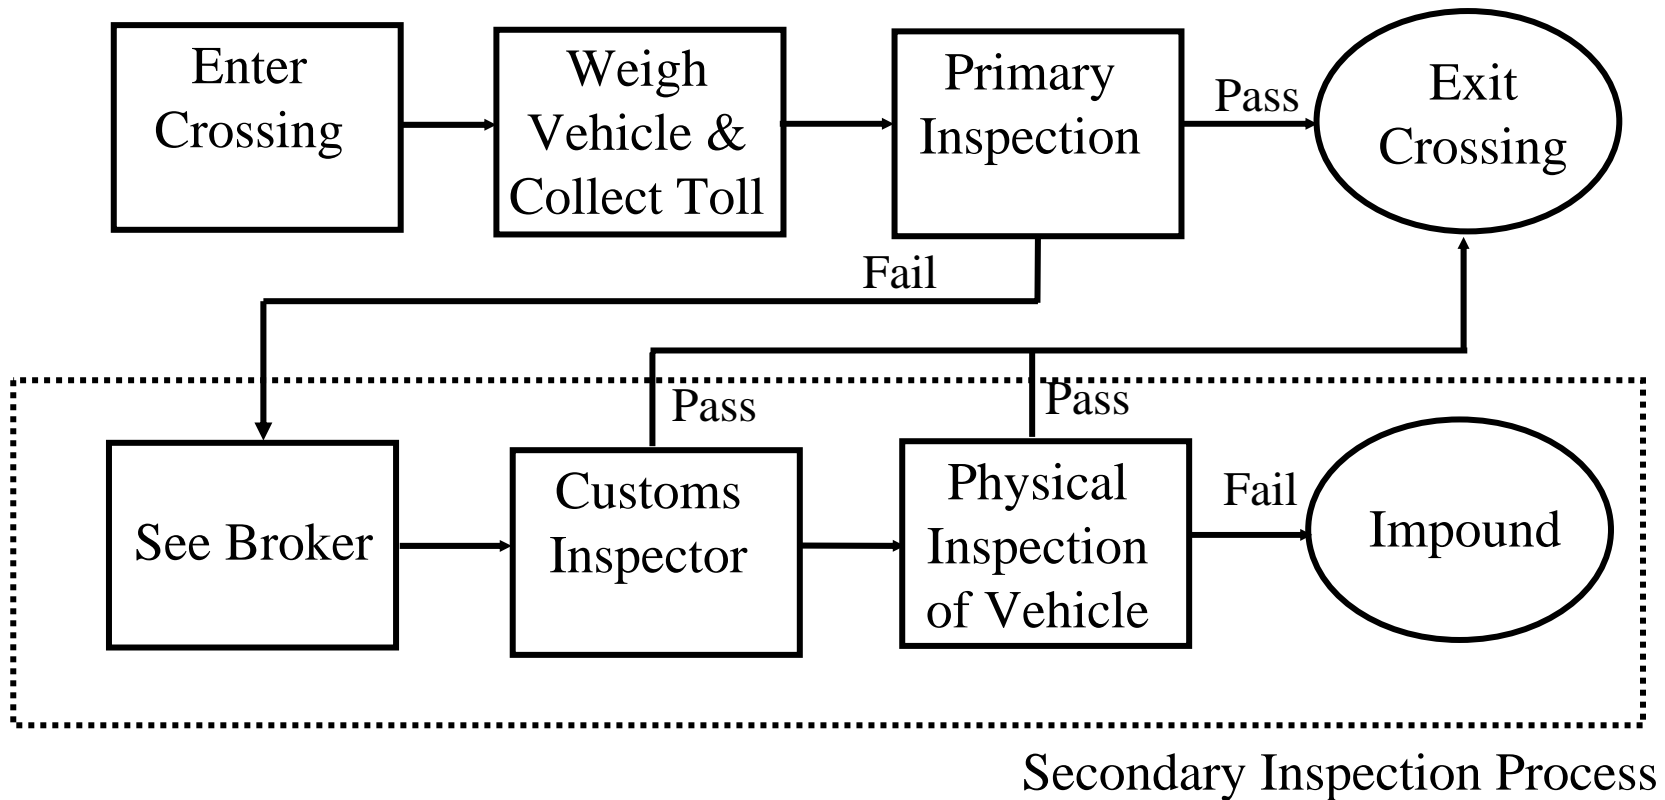 Enter
Crossing
Weigh
Vehicle &
Collect Toll
Primary
Inspection
Pass
Exit
Crossing
Fail
Pass
Pass
See Broker
Customs
Inspector
Physical
Inspection
of Vehicle
Fail
Impound
Secondary Inspection Process